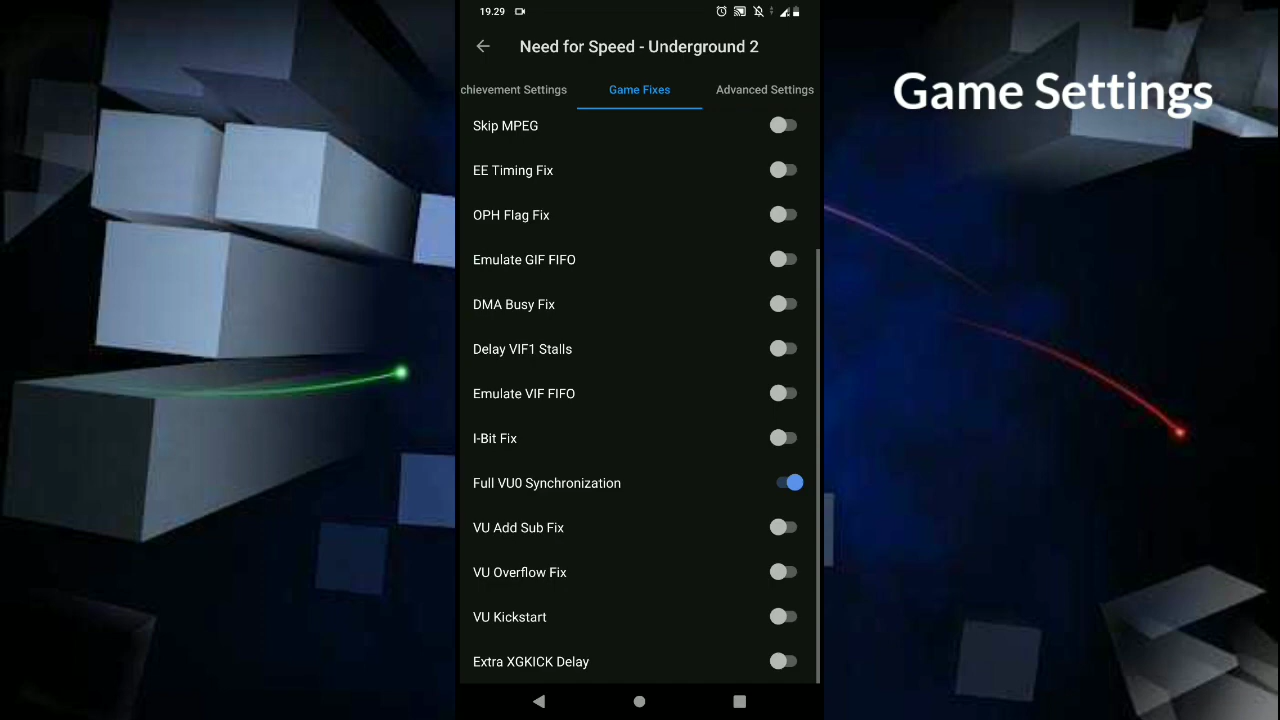 19.29
Need for Speed - Underground 2
Game Settings
chievement Settings
Game Fixes
Advanced Settings
Skip MPEG
EE Timing Fix
OPH Flag Fix
Emulate GIF FIFO
DMA Busy Fix
Delay VIF1 Stalls
Emulate VIF FIFO
I-Bit Fix
Full VU0 Synchronization
VU Add Sub Fix
VU Overflow Fix
VU Kickstart
Extra XGKICK Delay